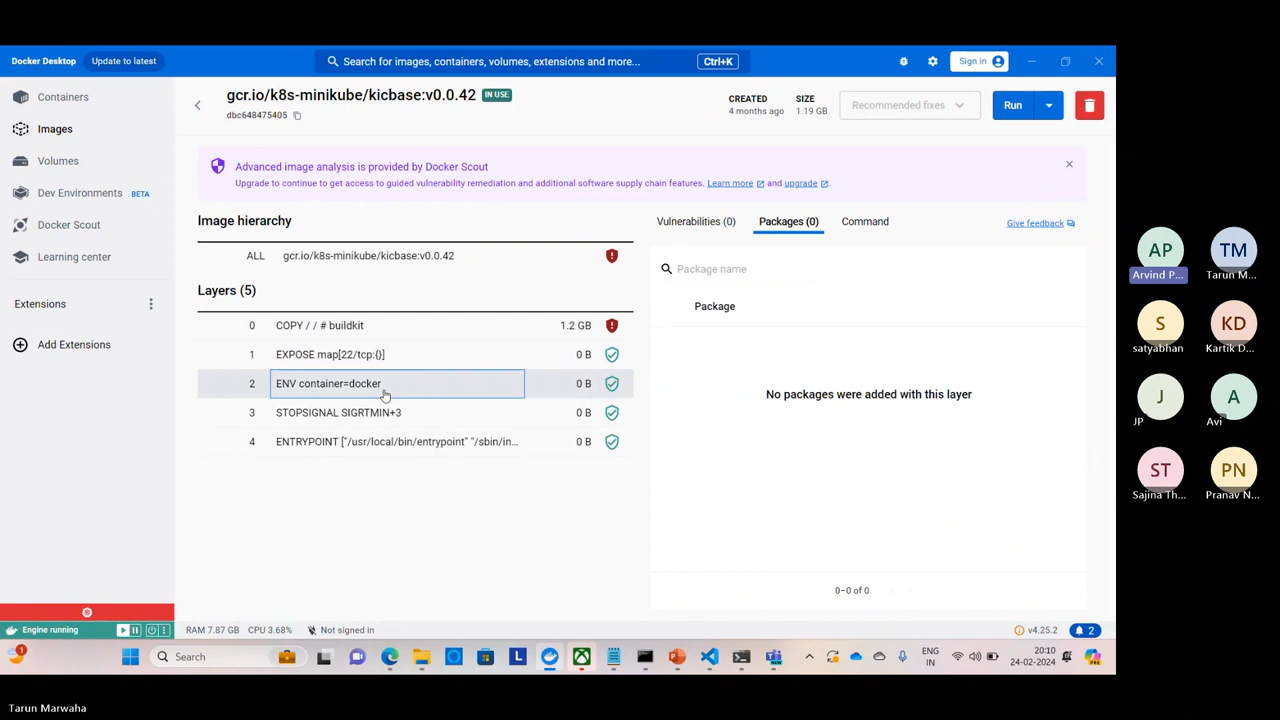 Docker Desktop
Update to latest
Search for images, containers, volumes, extensions and more...
Ctrl+K
Sign in
Containers
Images
Volumes
Dev Environments BETA
Docker Scout
Learning center
Extensions
Add Extensions
gcr.io/k8s-minikube/kicbase:v0.0.42 IN USE
dbc648475405
CREATED
4 months ago
SIZE
1.19 GB
Recommended fixes
Run
Advanced image analysis is provided by Docker Scout
Upgrade to continue to get access to guided vulnerability remediation and additional software supply chain features. Learn more and upgrade.
Image hierarchy
ALL gcr.io/k8s-minikube/kicbase:v0.0.42
Layers (5)
0 COPY / / # buildkit 1.2 GB
1 EXPOSE map[22/tcp:{}] 0 B
2 ENV container=docker 0 B
3 STOPSIGNAL SIGRTMIN+3 0 B
4 ENTRYPOINT ["/usr/local/bin/entrypoint" "/sbin/in... 0 B
Vulnerabilities (0)
Packages (0)
Command
Give feedback
Package name
Package
No packages were added with this layer
0–0 of 0
Engine running
RAM 7.87 GB CPU 3.68%
Not signed in
v4.25.2
2
1
Search
L
NEW
ENG
IN
20:10
24-02-2024
PRE
AP
Arvind P...
TM
Tarun M...
S
satyabhan
KD
Kartik D...
J
JP
A
Avi
ST
Sajina Th...
PN
Pranav N...
Tarun Marwaha